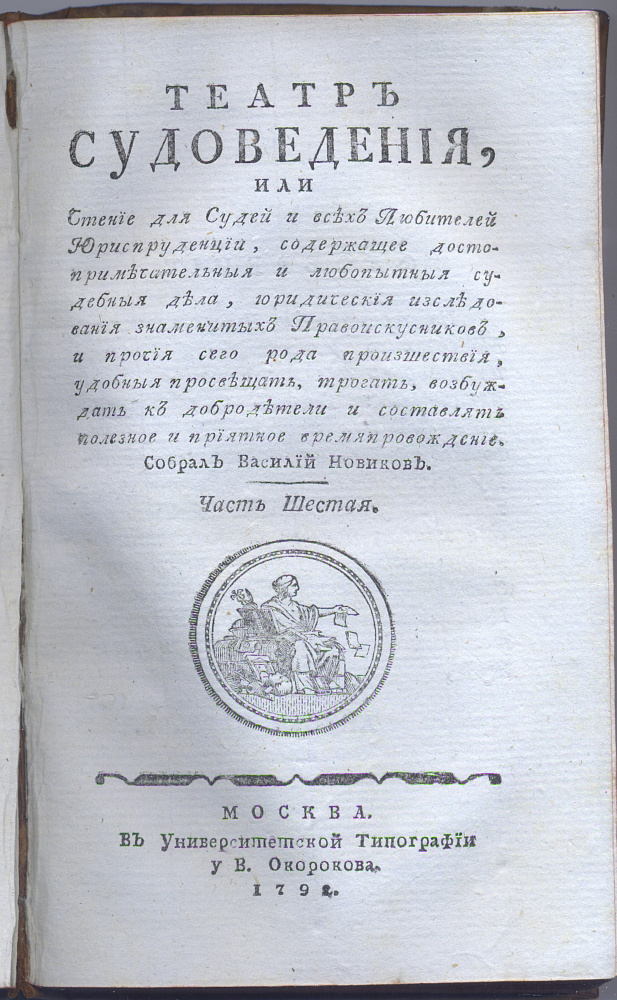 ТЕАТРЪ
СУДОВЕДЕНІЯ,
ИЛИ
Чтеніе для Судей и всѣхъ Любителей
Юриспруденціи, содержащее досто-
примѣчательныя и любопытныя су-
дебныя дѣла, юридическія изслѣдо-
ванія знаменитыхъ Правоискусниковъ,
и прочія сего рода произшествія,
удобныя просвѣщать, трогать, возбуж-
дать къ добродѣтели и составлять
полезное и пріятное времяпровожденіе.
Собралъ Василій Новиковъ.
Часть Шестая.
МОСКВА.
Въ Университетской Типографіи
у В. Окорокова.